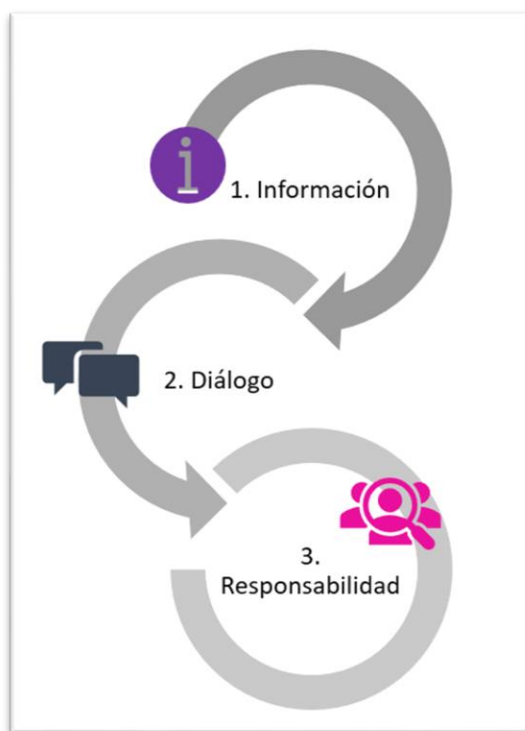 1. Información
2. Diálogo
3.
Responsabilidad